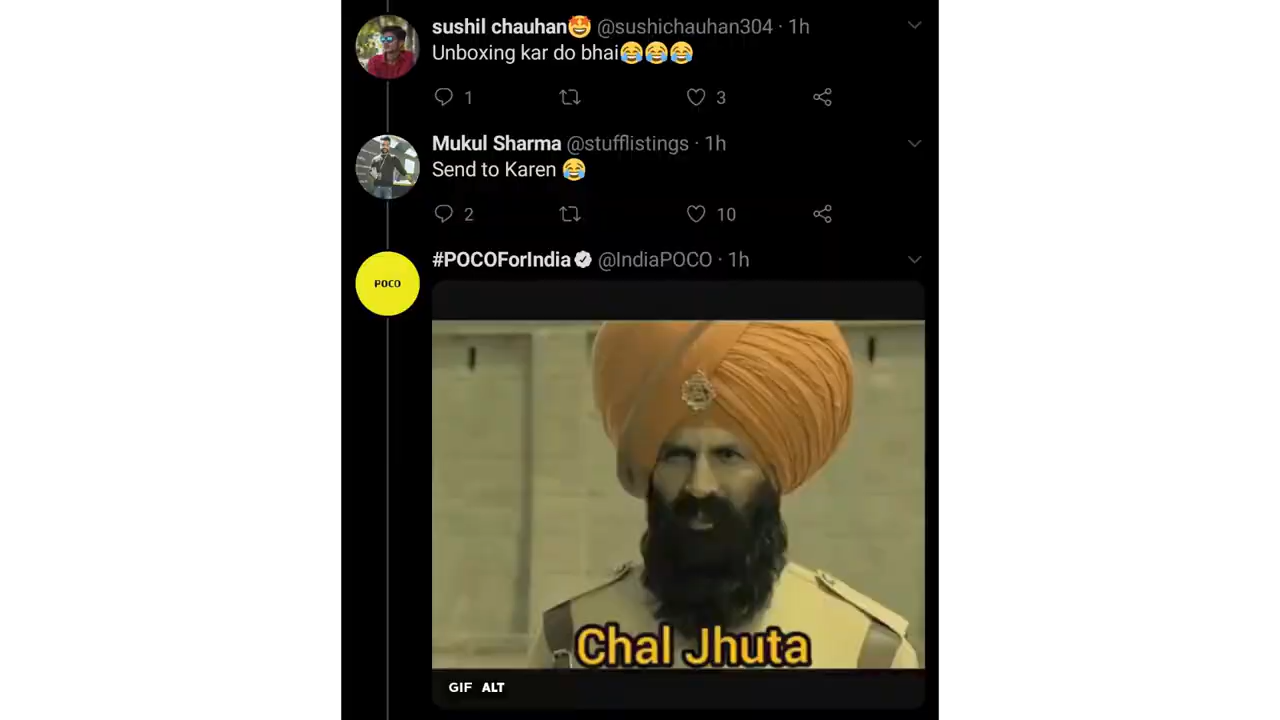 sushil chauhan🤩 @sushichauhan304 · 1h
Unboxing kar do bhai😂😂😂
1 3
Mukul Sharma @stufflistings · 1h
Send to Karen 😂
2 10
#POCOForIndia @IndiaPOCO · 1h
POCO
Chal Jhuta
GIF ALT